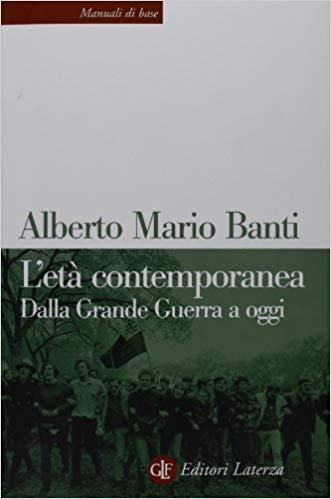 Manuali di base
Alberto Mario Banti
L'età contemporanea
Dalla Grande Guerra a oggi
GLF Editori Laterza